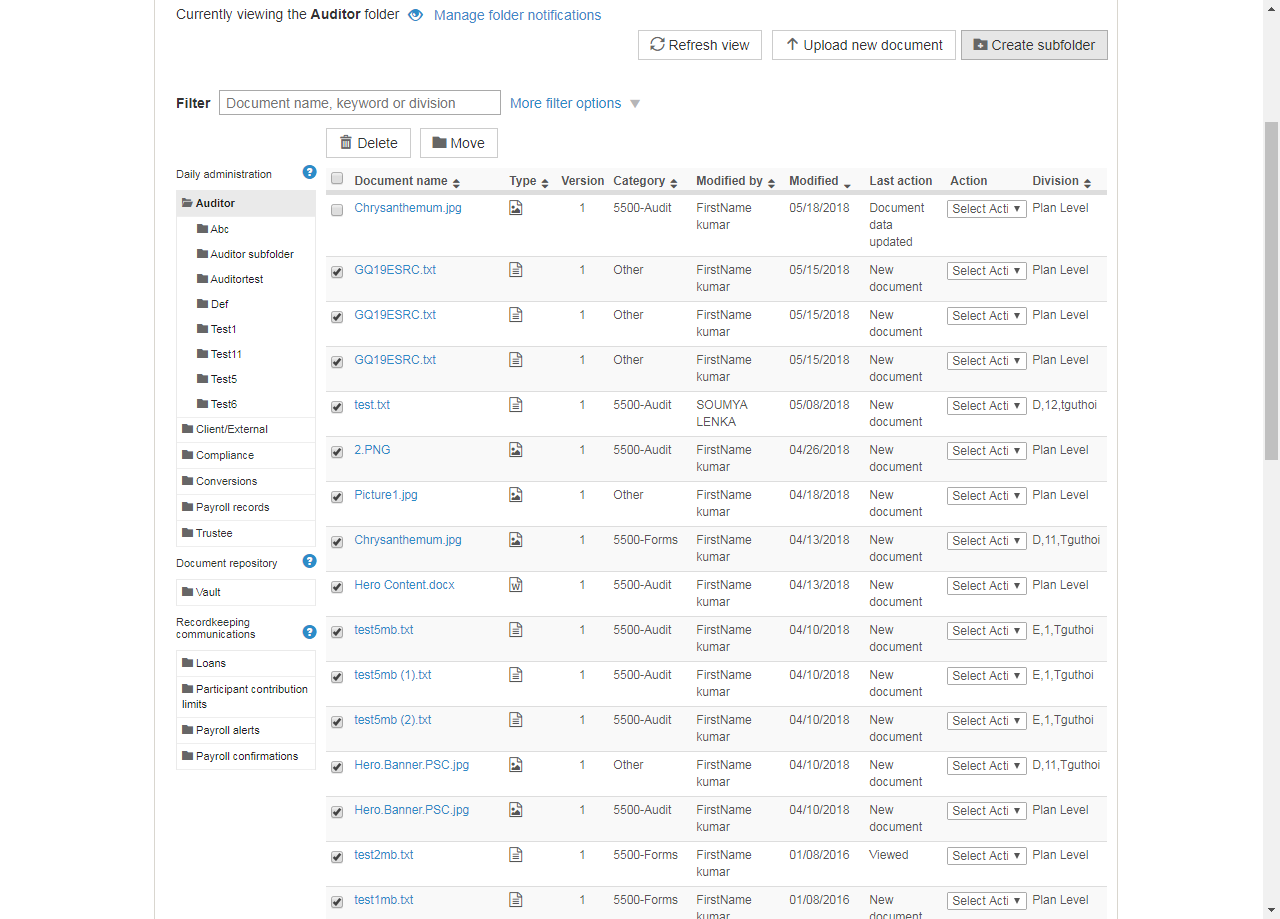 Currently viewing the Auditor folder Manage folder notifications
Refresh view Upload new document Create subfolder
Filter Document name, keyword or division More filter options
Delete Move
Daily administration
Auditor
Abc
Auditor subfolder
Auditortest
Def
Test1
Test11
Test5
Test6
Client/External
Compliance
Conversions
Payroll records
Trustee
Document repository
Vault
Recordkeeping
communications
Loans
Participant contribution
limits
Payroll alerts
Payroll confirmations
Document name Type Version Category Modified by Modified Last action Action Division
Chrysanthemum.jpg 1 5500-Audit FirstName 05/18/2018 Document Select Acti Plan Level
kumar data
updated
GQ19ESRC.txt 1 Other FirstName 05/15/2018 New Select Acti Plan Level
kumar document
GQ19ESRC.txt 1 Other FirstName 05/15/2018 New Select Acti Plan Level
kumar document
GQ19ESRC.txt 1 Other FirstName 05/15/2018 New Select Acti Plan Level
kumar document
test.txt 1 5500-Audit SOUMYA 05/08/2018 New Select Acti D,12,tguthoi
LENKA document
2.PNG 1 5500-Audit FirstName 04/26/2018 New Select Acti Plan Level
kumar document
Picture1.jpg 1 Other FirstName 04/18/2018 New Select Acti Plan Level
kumar document
Chrysanthemum.jpg 1 5500-Forms FirstName 04/13/2018 New Select Acti D,11,Tguthoi
kumar document
Hero Content.docx 1 5500-Audit FirstName 04/13/2018 New Select Acti Plan Level
kumar document
test5mb.txt 1 5500-Audit FirstName 04/10/2018 New Select Acti E,1,Tguthoi
kumar document
test5mb (1).txt 1 5500-Audit FirstName 04/10/2018 New Select Acti E,1,Tguthoi
kumar document
test5mb (2).txt 1 5500-Audit FirstName 04/10/2018 New Select Acti E,1,Tguthoi
kumar document
Hero.Banner.PSC.jpg 1 Other FirstName 04/10/2018 New Select Acti D,11,Tguthoi
kumar document
Hero.Banner.PSC.jpg 1 5500-Audit FirstName 04/10/2018 New Select Acti Plan Level
kumar document
test2mb.txt 1 5500-Forms FirstName 01/08/2016 Viewed Select Acti Plan Level
kumar
test1mb.txt 1 5500-Forms FirstName 01/08/2016 New Select Acti Plan Level
kumar document